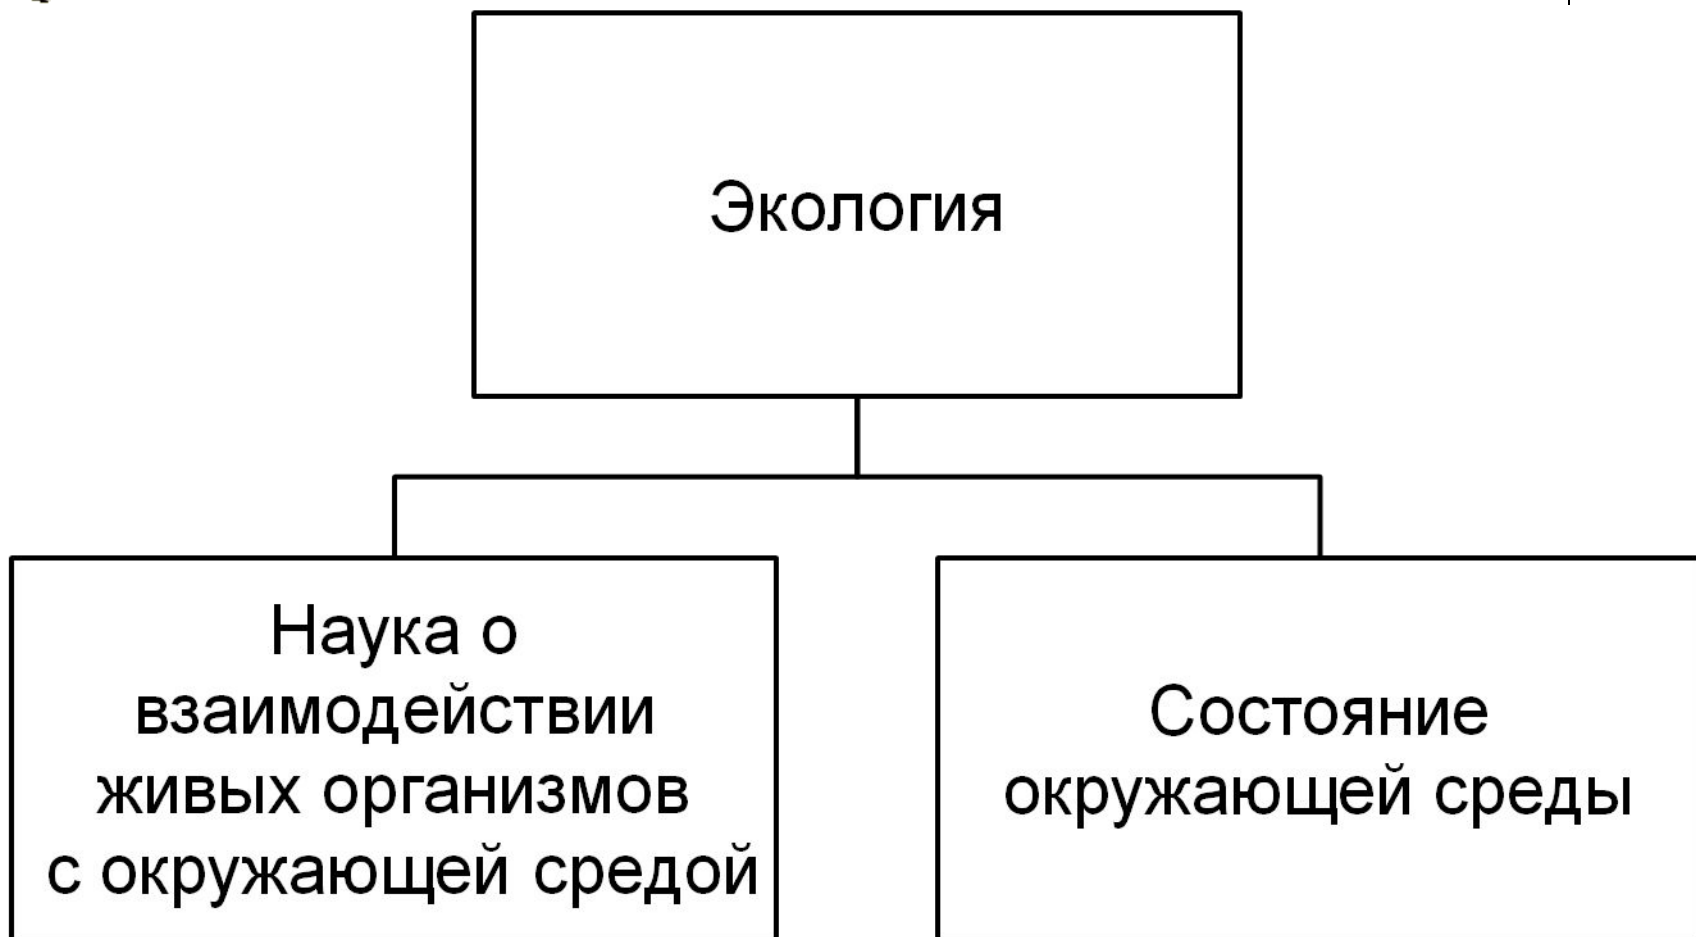 Экология
Наука о
взаимодействии
живых организмов
с окружающей средой
Состояние
окружающей среды